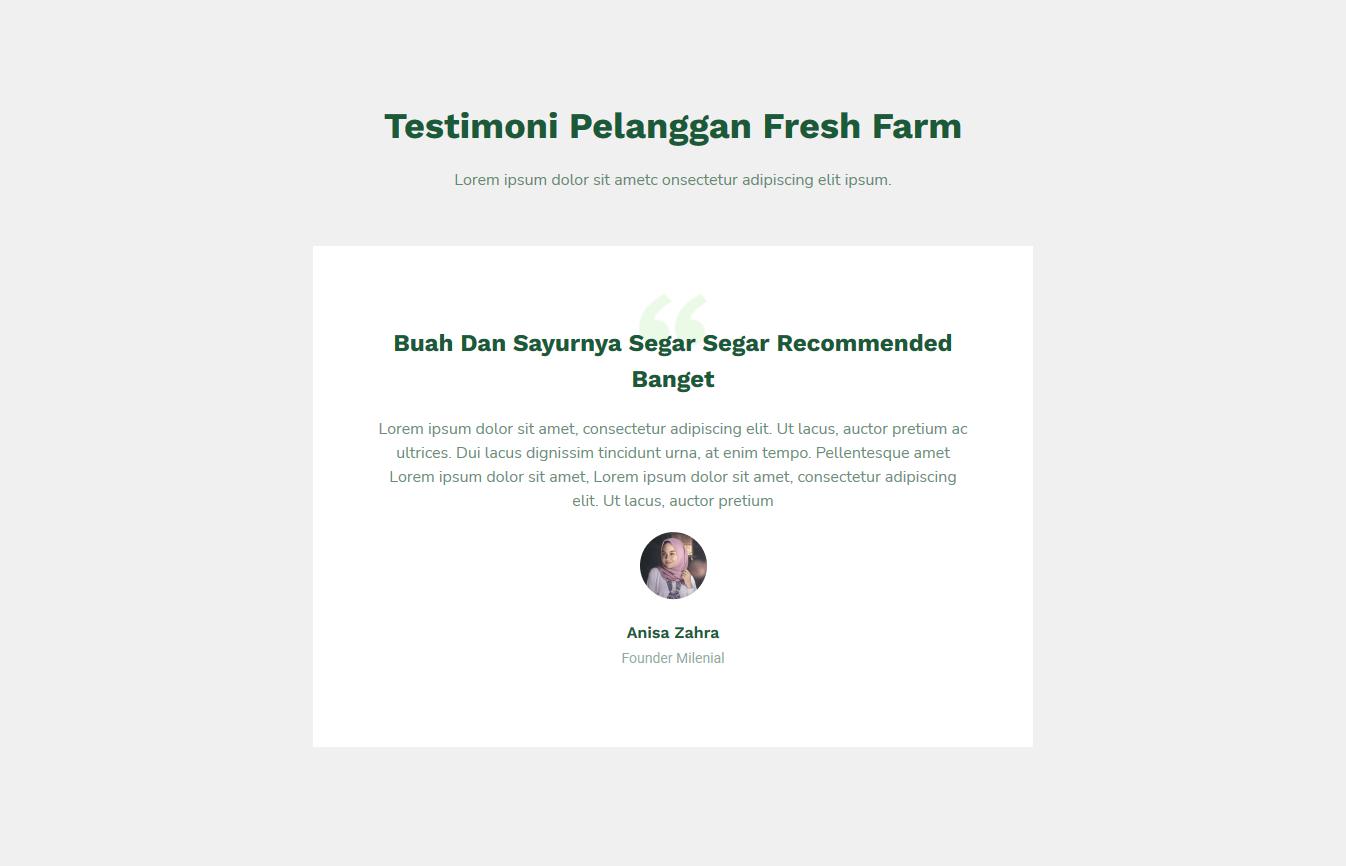 Testimoni Pelanggan Fresh Farm
Lorem ipsum dolor sit ametc onsectetur adipiscing elit ipsum.
“
Buah Dan Sayurnya Segar Segar Recommended
Banget
Lorem ipsum dolor sit amet, consectetur adipiscing elit. Ut lacus, auctor pretium ac
ultrices. Dui lacus dignissim tincidunt urna, at enim tempo. Pellentesque amet
Lorem ipsum dolor sit amet, Lorem ipsum dolor sit amet, consectetur adipiscing
elit. Ut lacus, auctor pretium
Anisa Zahra
Founder Milenial